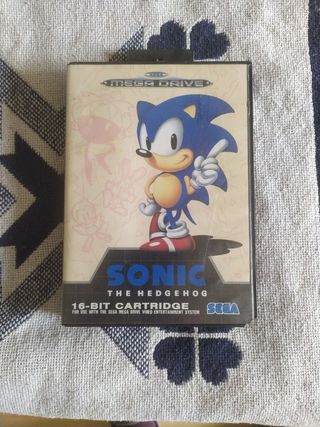 SEGA
MEGA DRIVE
SONIC
THE HEDGEHOG
16-BIT CARTRIDGE
FOR USE WITH THE SEGA MEGA DRIVE VIDEO ENTERTAINMENT SYSTEM
SEGA